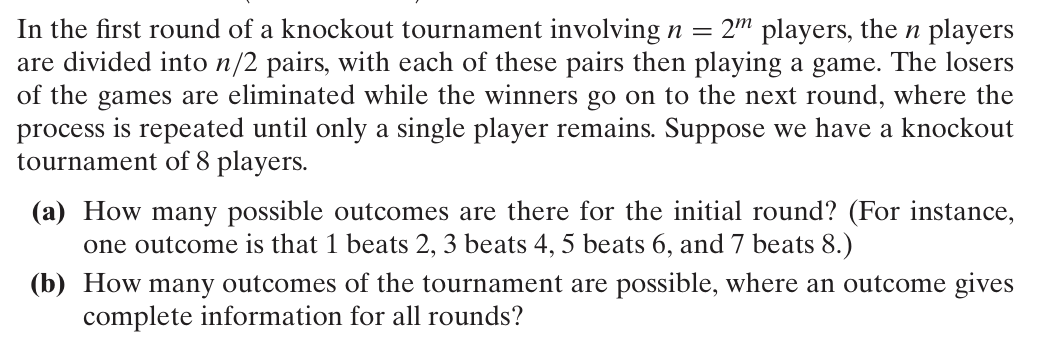 In the first round of a knockout tournament involving n = 2^m players, the n players
are divided into n/2 pairs, with each of these pairs then playing a game. The losers
of the games are eliminated while the winners go on to the next round, where the
process is repeated until only a single player remains. Suppose we have a knockout
tournament of 8 players.
(a) How many possible outcomes are there for the initial round? (For instance,
one outcome is that 1 beats 2, 3 beats 4, 5 beats 6, and 7 beats 8.)
(b) How many outcomes of the tournament are possible, where an outcome gives
complete information for all rounds?